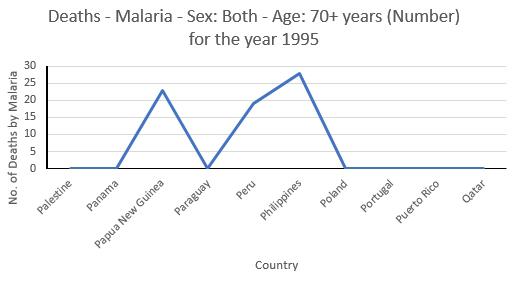 Deaths - Malaria - Sex: Both - Age: 70+ years (Number)
for the year 1995
No. of Deaths by Malaria
30
25
20
15
10
5
0
Palestine
Panama
Papua New Guinea
Paraguay
Peru
Philippines
Poland
Portugal
Puerto Rico
Qatar
Country